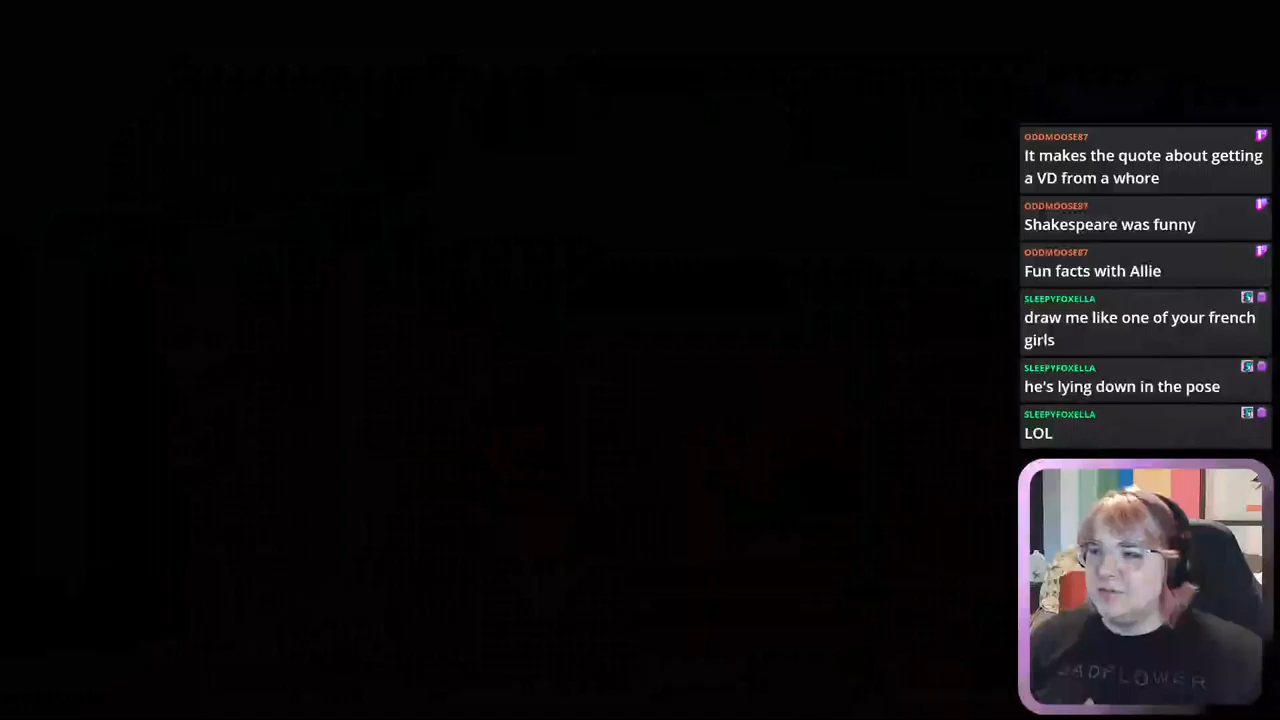 ODDMOOSE87
It makes the quote about getting
a VD from a whore
ODDMOOSE87
Shakespeare was funny
ODDMOOSE87
Fun facts with Allie
SLEEPYFOXELLA
draw me like one of your french
girls
SLEEPYFOXELLA
he's lying down in the pose
SLEEPYFOXELLA
LOL
BADFLOWER